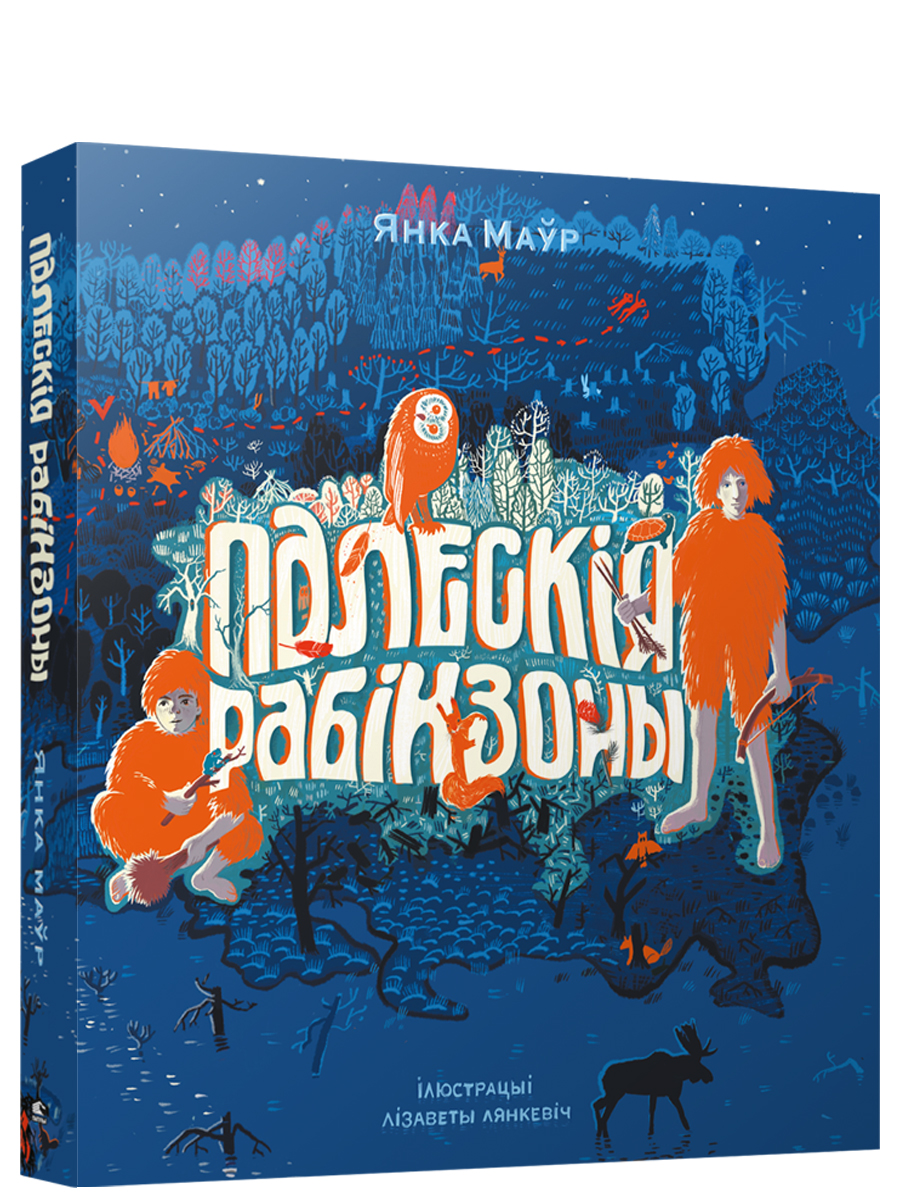 Янка Маўр
Палескія
рабінзоны
ілюстрацыі
Лізаветы Лянкевіч
Палескія рабінзоны
Янка Маўр